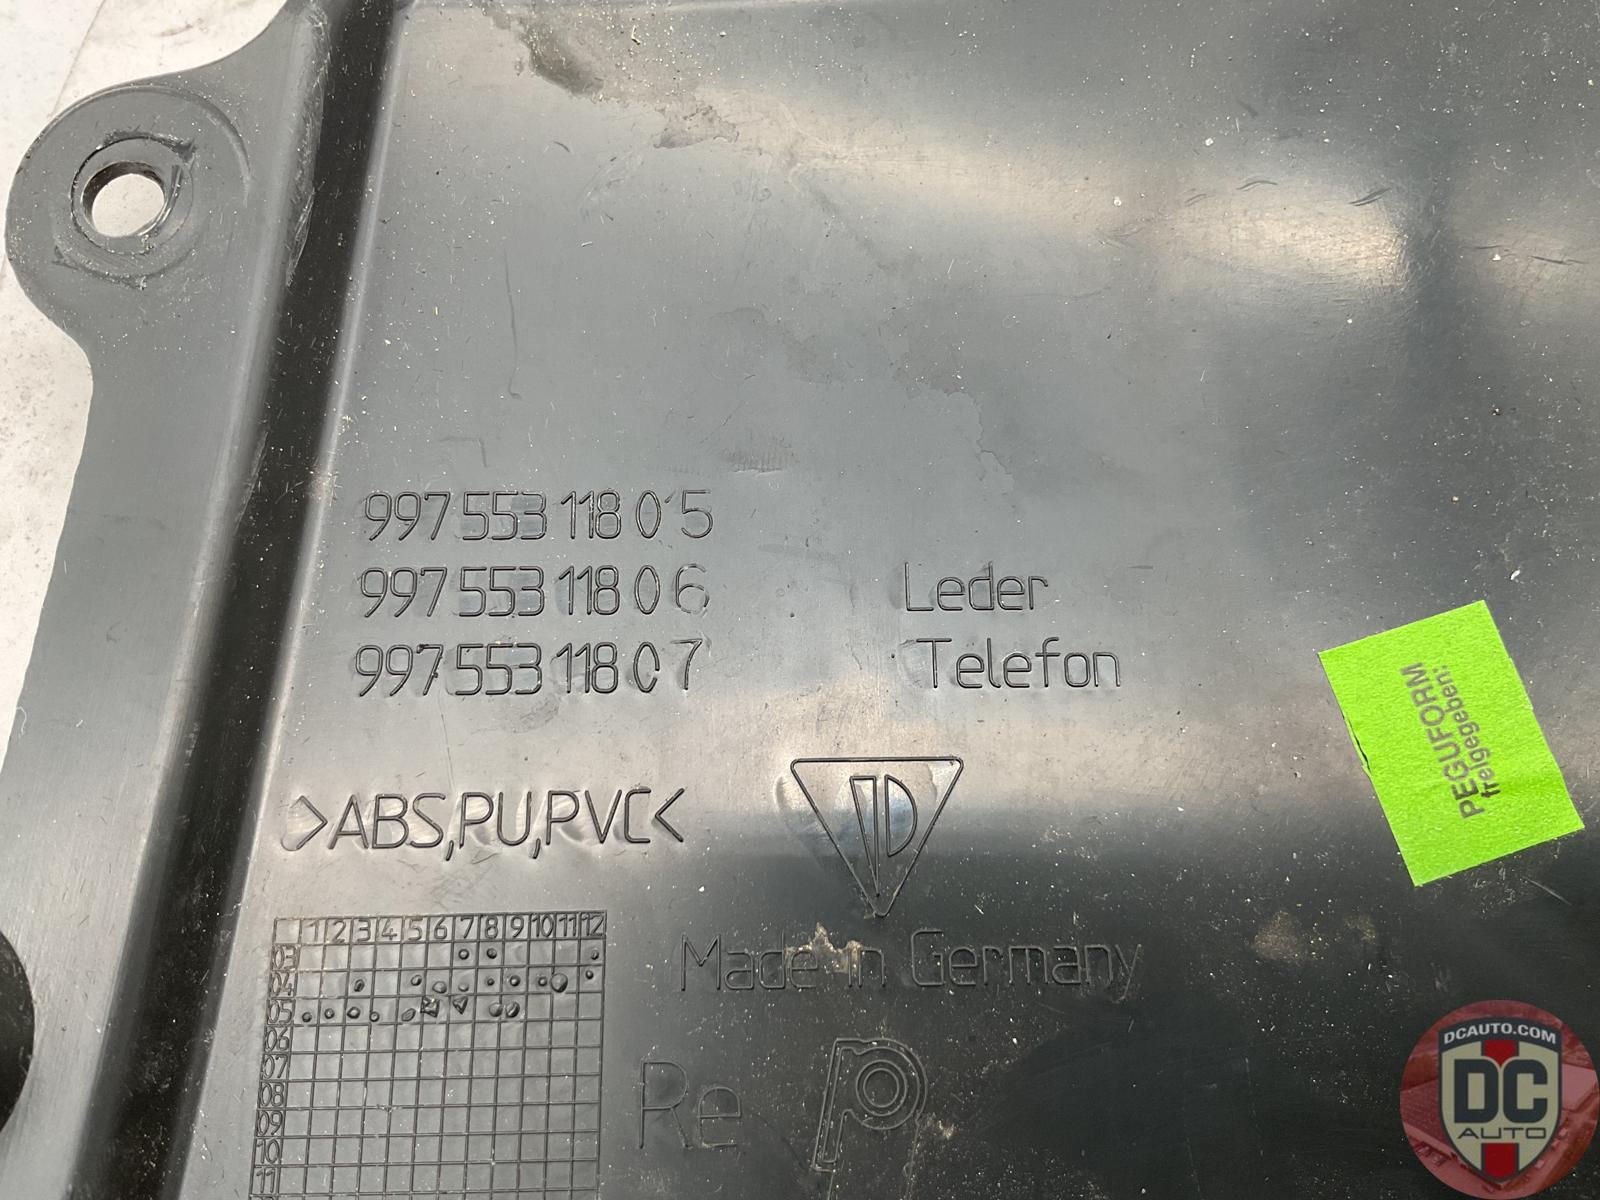 997 553 118 05
997 553 118 06 Leder
997 553 118 07 Telefon
>ABS,PU,PVC<
PEGUFORM
freigegeben:
Made in Germany
1 2 3 4 5 6 7 8 9 10 11 12
03
04
05
06
07
08
09
10
11
Re
DCAUTO.COM
DC
AUTO